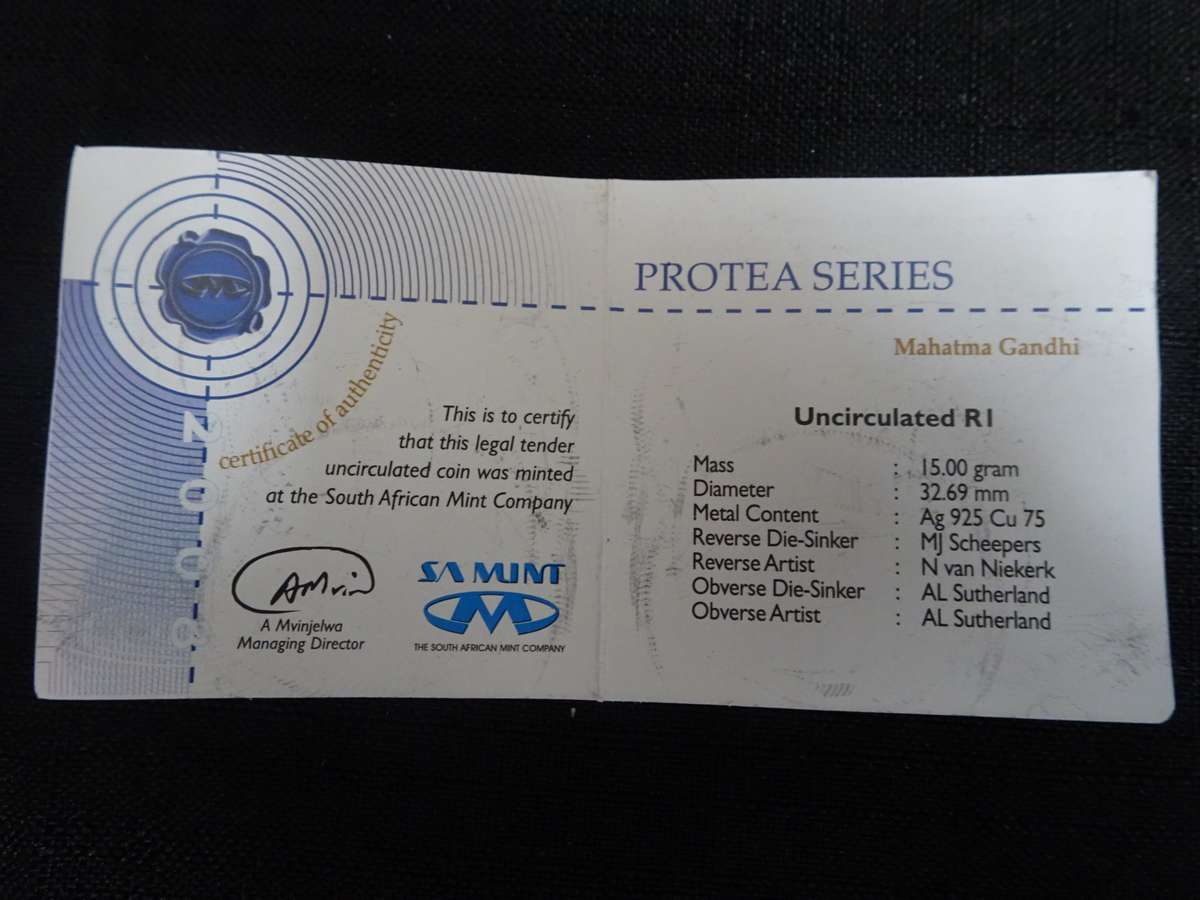 2008
certificate of authenticity
This is to certify
that this legal tender
uncirculated coin was minted
at the South African Mint Company
A Mvinjelwa
Managing Director
SA MINT
THE SOUTH AFRICAN MINT COMPANY
PROTEA SERIES
Mahatma Gandhi
Uncirculated R1
Mass : 15.00 gram
Diameter : 32.69 mm
Metal Content : Ag 925 Cu 75
Reverse Die-Sinker : MJ Scheepers
Reverse Artist : N van Niekerk
Obverse Die-Sinker : AL Sutherland
Obverse Artist : AL Sutherland